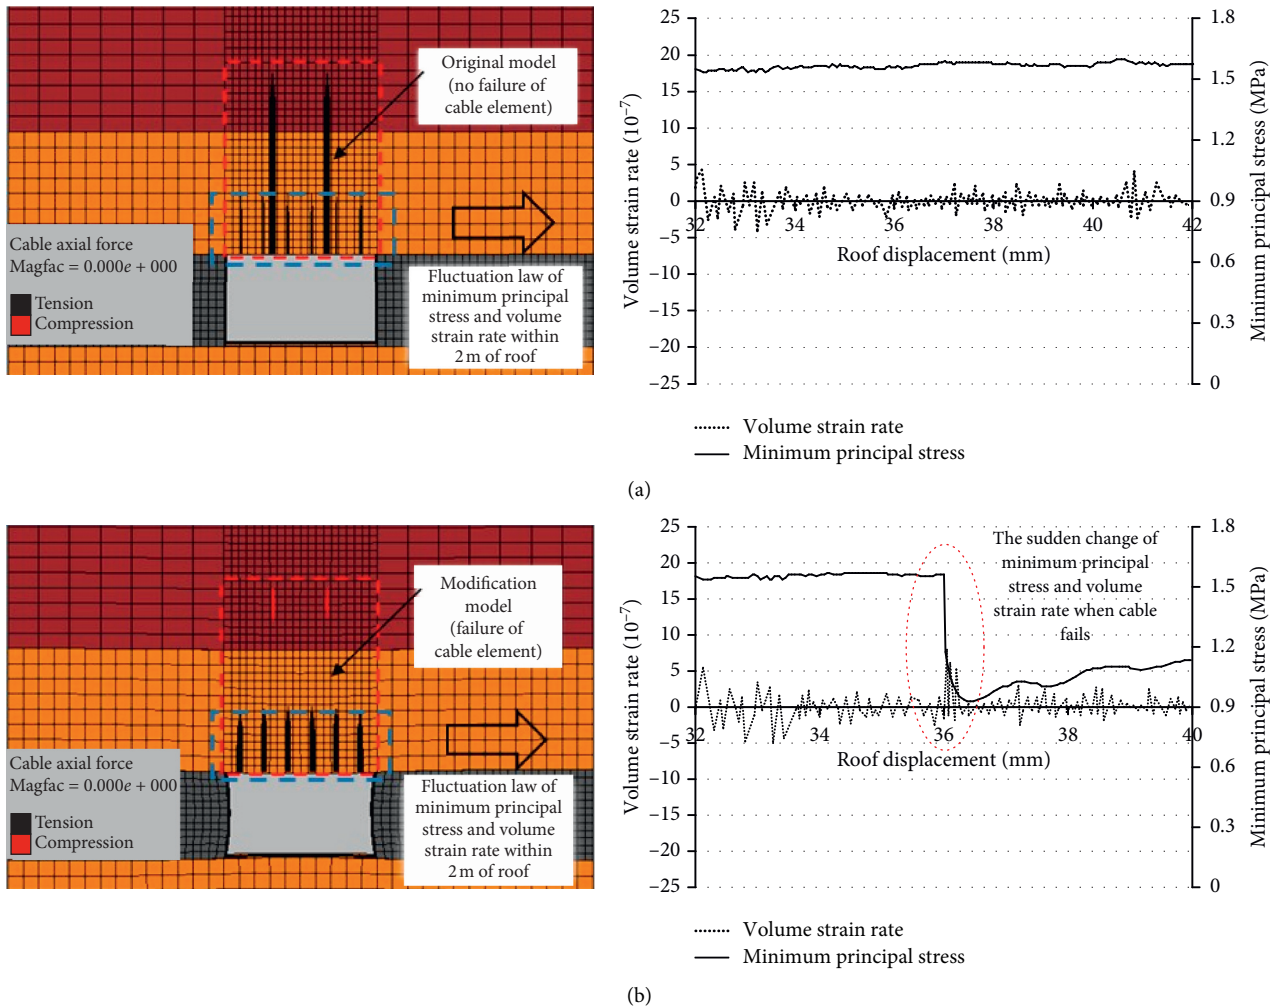 Original model
(no failure of
cable element)
Cable axial force
Magfac = 0.000e + 000
Tension
Compression
Fluctuation law of
minimum principal
stress and volume
strain rate within
2 m of roof
Volume strain rate (10⁻⁷)
25
20
15
10
5
0
−5
−10
−15
−20
−25
32
34
36
38
40
42
Roof displacement (mm)
1.8
1.5
1.2
0.9
0.6
0.3
0
Minimum principal stress (MPa)
Volume strain rate
Minimum principal stress
(a)
Modification
model
(failure of
cable element)
Cable axial force
Magfac = 0.000e + 000
Tension
Compression
Fluctuation law of
minimum principal
stress and volume
strain rate within
2 m of roof
Volume strain rate (10⁻⁷)
25
20
15
10
5
0
−5
−10
−15
−20
−25
The sudden change of
minimum principal
stress and volume
strain rate when cable
fails
32
34
36
38
40
Roof displacement (mm)
1.8
1.5
1.2
0.9
0.6
0.3
0
Minimum principal stress (MPa)
Volume strain rate
Minimum principal stress
(b)